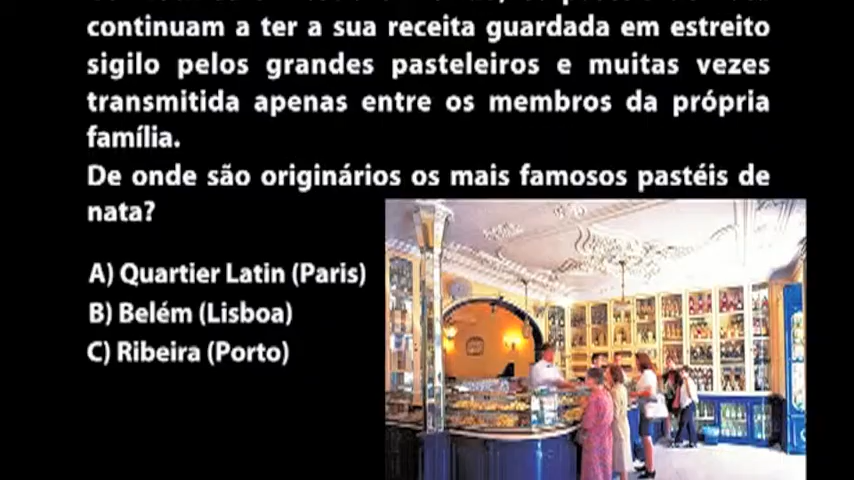 continuam a ter a sua receita guardada em estreito
sigilo pelos grandes pasteleiros e muitas vezes
transmitida apenas entre os membros da própria
família.
De onde são originários os mais famosos pastéis de
nata?
A) Quartier Latin (Paris)
B) Belém (Lisboa)
C) Ribeira (Porto)